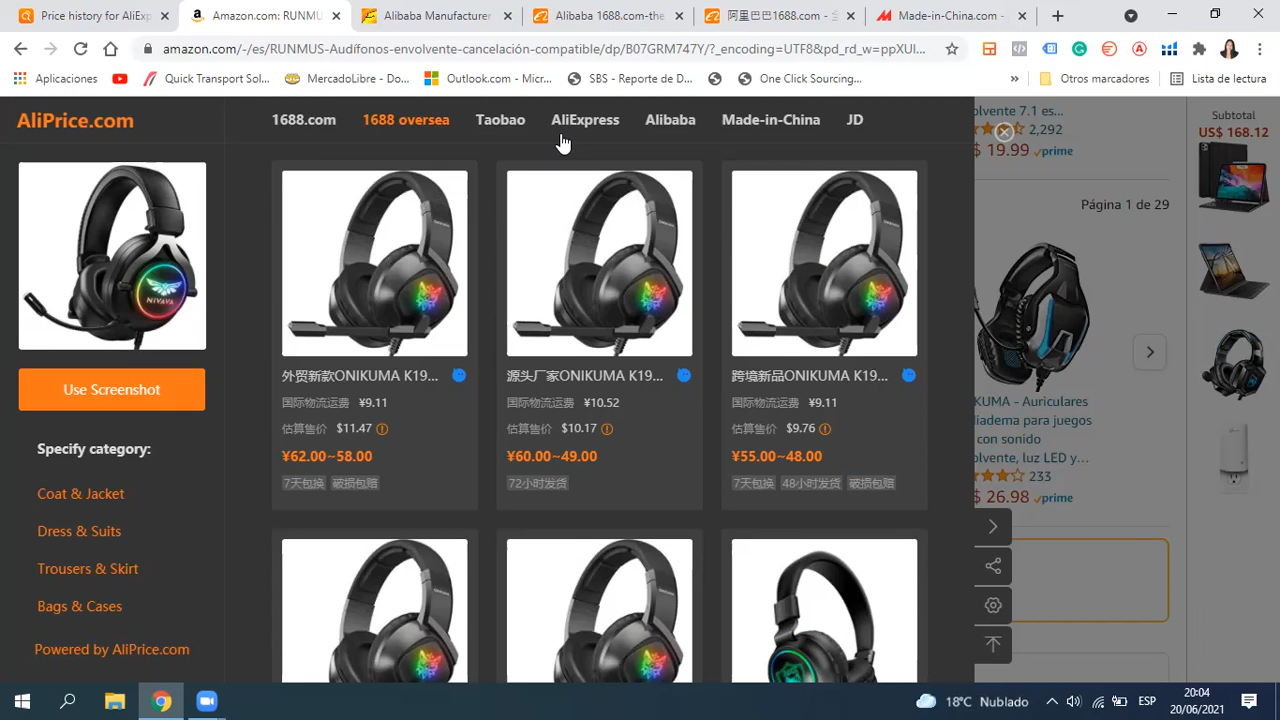 Price history for AliExp
Amazon.com: RUNMU
Alibaba Manufacturer
Alibaba 1688.com-the
阿里巴巴1688.com - 全
Made-in-China.com -
amazon.com/-/es/RUNMUS-Audífonos-envolvente-cancelación-compatible/dp/B07GRM747Y/?_encoding=UTF8&pd_rd_w=ppXUI...
Aplicaciones
Quick Transport Sol...
MercadoLibre - Do...
Outlook.com - Micr...
SBS - Reporte de D...
One Click Sourcing...
»
Otros marcadores
Lista de lectura
AliPrice.com
1688.com
1688 oversea
Taobao
AliExpress
Alibaba
Made-in-China
JD
NIVAVA
Use Screenshot
Specify category:
Coat & Jacket
Dress & Suits
Trousers & Skirt
Bags & Cases
Powered by AliPrice.com
外贸新款ONIKUMA K19...
国际物流运费 ¥9.11
估算售价 $11.47
¥62.00~58.00
7天包换 破损包赔
源头厂家ONIKUMA K19...
国际物流运费 ¥10.52
估算售价 $10.17
¥60.00~49.00
72小时发货
跨境新品ONIKUMA K19...
国际物流运费 ¥9.11
估算售价 $9.76
¥55.00~48.00
7天包换 48小时发货 破损包赔
olvente 7.1 es...
2,292
$ 19.99 prime
Página 1 de 29
KUMA - Auriculares
iadema para juegos
con sonido
olvente, luz LED y...
233
$ 26.98 prime
Subtotal
US$ 168.12
18°C Nublado
ESP
20:04
20/06/2021